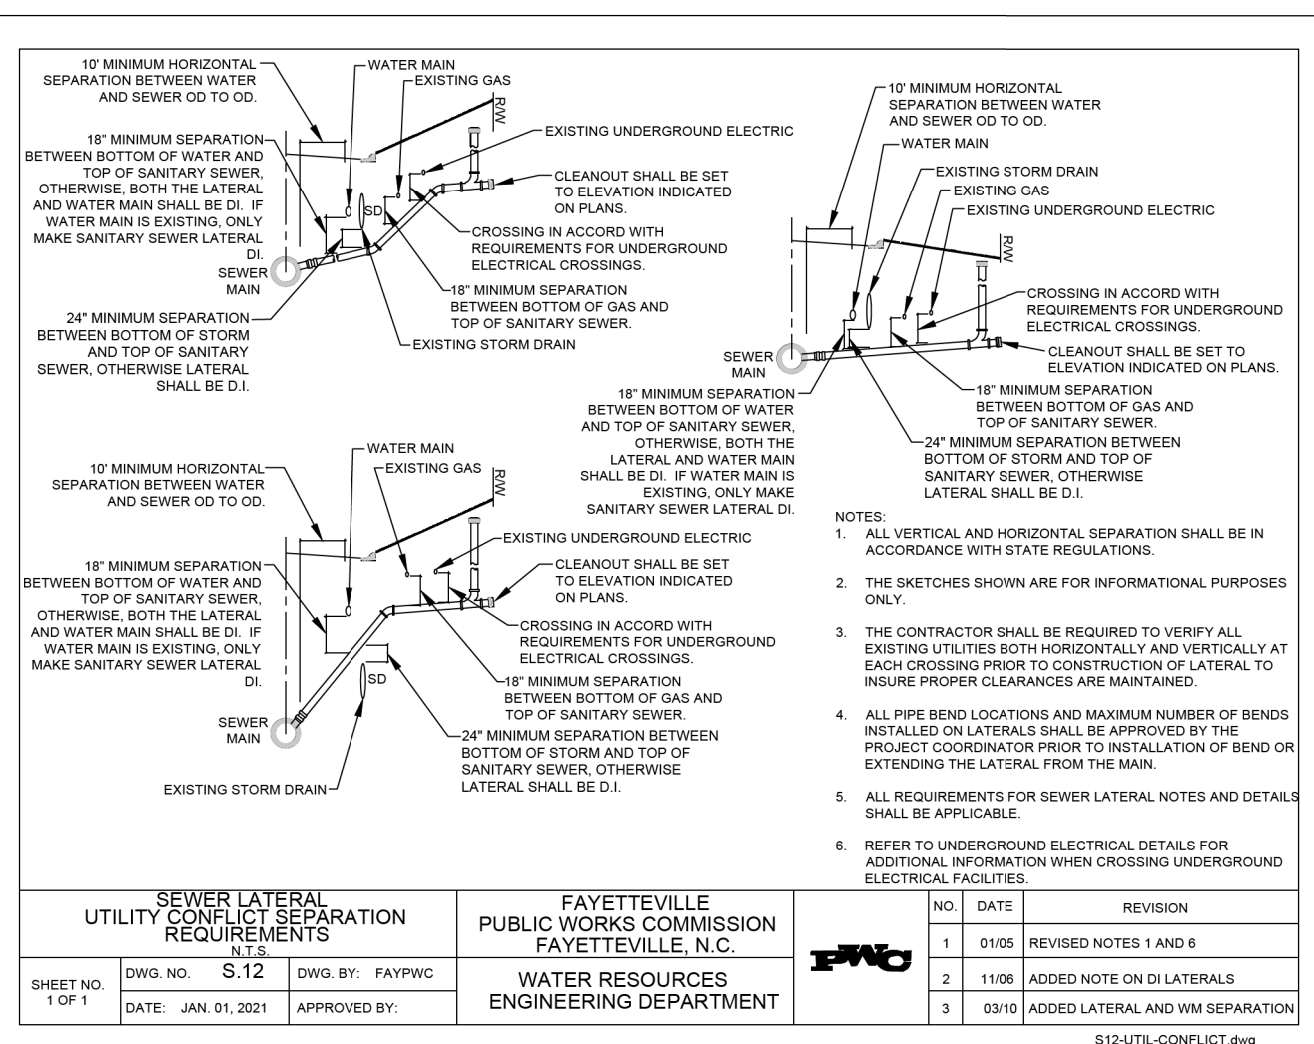 10' MINIMUM HORIZONTAL
SEPARATION BETWEEN WATER
AND SEWER OD TO OD.
WATER MAIN
EXISTING GAS
R/W
18" MINIMUM SEPARATION
BETWEEN BOTTOM OF WATER AND
TOP OF SANITARY SEWER,
OTHERWISE, BOTH THE LATERAL
AND WATER MAIN SHALL BE DI. IF
WATER MAIN IS EXISTING, ONLY
MAKE SANITARY SEWER LATERAL
DI.
EXISTING UNDERGROUND ELECTRIC
CLEANOUT SHALL BE SET
TO ELEVATION INDICATED
ON PLANS.
SD
CROSSING IN ACCORD WITH
REQUIREMENTS FOR UNDERGROUND
ELECTRICAL CROSSINGS.
SEWER
MAIN
18" MINIMUM SEPARATION
BETWEEN BOTTOM OF GAS AND
TOP OF SANITARY SEWER.
24" MINIMUM SEPARATION
BETWEEN BOTTOM OF STORM
AND TOP OF SANITARY
SEWER, OTHERWISE LATERAL
SHALL BE D.I.
EXISTING STORM DRAIN
10' MINIMUM HORIZONTAL
SEPARATION BETWEEN WATER
AND SEWER OD TO OD.
WATER MAIN
EXISTING STORM DRAIN
EXISTING GAS
EXISTING UNDERGROUND ELECTRIC
R/W
CROSSING IN ACCORD WITH
REQUIREMENTS FOR UNDERGROUND
ELECTRICAL CROSSINGS.
SEWER
MAIN
CLEANOUT SHALL BE SET TO
ELEVATION INDICATED ON PLANS.
18" MINIMUM SEPARATION
BETWEEN BOTTOM OF WATER
AND TOP OF SANITARY SEWER,
OTHERWISE, BOTH THE
LATERAL AND WATER MAIN
SHALL BE DI. IF WATER MAIN IS
EXISTING, ONLY MAKE
SANITARY SEWER LATERAL DI.
18" MINIMUM SEPARATION
BETWEEN BOTTOM OF GAS AND
TOP OF SANITARY SEWER.
24" MINIMUM SEPARATION BETWEEN
BOTTOM OF STORM AND TOP OF
SANITARY SEWER, OTHERWISE
LATERAL SHALL BE D.I.
10' MINIMUM HORIZONTAL
SEPARATION BETWEEN WATER
AND SEWER OD TO OD.
WATER MAIN
EXISTING GAS
R/W
EXISTING UNDERGROUND ELECTRIC
18" MINIMUM SEPARATION
BETWEEN BOTTOM OF WATER AND
TOP OF SANITARY SEWER,
OTHERWISE, BOTH THE LATERAL
AND WATER MAIN SHALL BE DI. IF
WATER MAIN IS EXISTING, ONLY
MAKE SANITARY SEWER LATERAL
DI.
CLEANOUT SHALL BE SET
TO ELEVATION INDICATED
ON PLANS.
CROSSING IN ACCORD WITH
REQUIREMENTS FOR UNDERGROUND
ELECTRICAL CROSSINGS.
SD
18" MINIMUM SEPARATION
BETWEEN BOTTOM OF GAS AND
TOP OF SANITARY SEWER.
SEWER
MAIN
24" MINIMUM SEPARATION BETWEEN
BOTTOM OF STORM AND TOP OF
SANITARY SEWER, OTHERWISE
LATERAL SHALL BE D.I.
EXISTING STORM DRAIN
NOTES:
1. ALL VERTICAL AND HORIZONTAL SEPARATION SHALL BE IN
ACCORDANCE WITH STATE REGULATIONS.
2. THE SKETCHES SHOWN ARE FOR INFORMATIONAL PURPOSES
ONLY.
3. THE CONTRACTOR SHALL BE REQUIRED TO VERIFY ALL
EXISTING UTILITIES BOTH HORIZONTALLY AND VERTICALLY AT
EACH CROSSING PRIOR TO CONSTRUCTION OF LATERAL TO
INSURE PROPER CLEARANCES ARE MAINTAINED.
4. ALL PIPE BEND LOCATIONS AND MAXIMUM NUMBER OF BENDS
INSTALLED ON LATERALS SHALL BE APPROVED BY THE
PROJECT COORDINATOR PRIOR TO INSTALLATION OF BEND OR
EXTENDING THE LATERAL FROM THE MAIN.
5. ALL REQUIREMENTS FOR SEWER LATERAL NOTES AND DETAILS
SHALL BE APPLICABLE.
6. REFER TO UNDERGROUND ELECTRICAL DETAILS FOR
ADDITIONAL INFORMATION WHEN CROSSING UNDERGROUND
ELECTRICAL FACILITIES.
SEWER LATERAL
UTILITY CONFLICT SEPARATION
REQUIREMENTS
N.T.S.
SHEET NO.
1 OF 1
DWG. NO. S.12
DWG. BY: FAYPWC
DATE: JAN. 01, 2021
APPROVED BY:
FAYETTEVILLE
PUBLIC WORKS COMMISSION
FAYETTEVILLE, N.C.
WATER RESOURCES
ENGINEERING DEPARTMENT
PWC
NO. DATE REVISION
1 01/05 REVISED NOTES 1 AND 6
2 11/06 ADDED NOTE ON DI LATERALS
3 03/10 ADDED LATERAL AND WM SEPARATION
S12-UTIL-CONFLICT.dwg